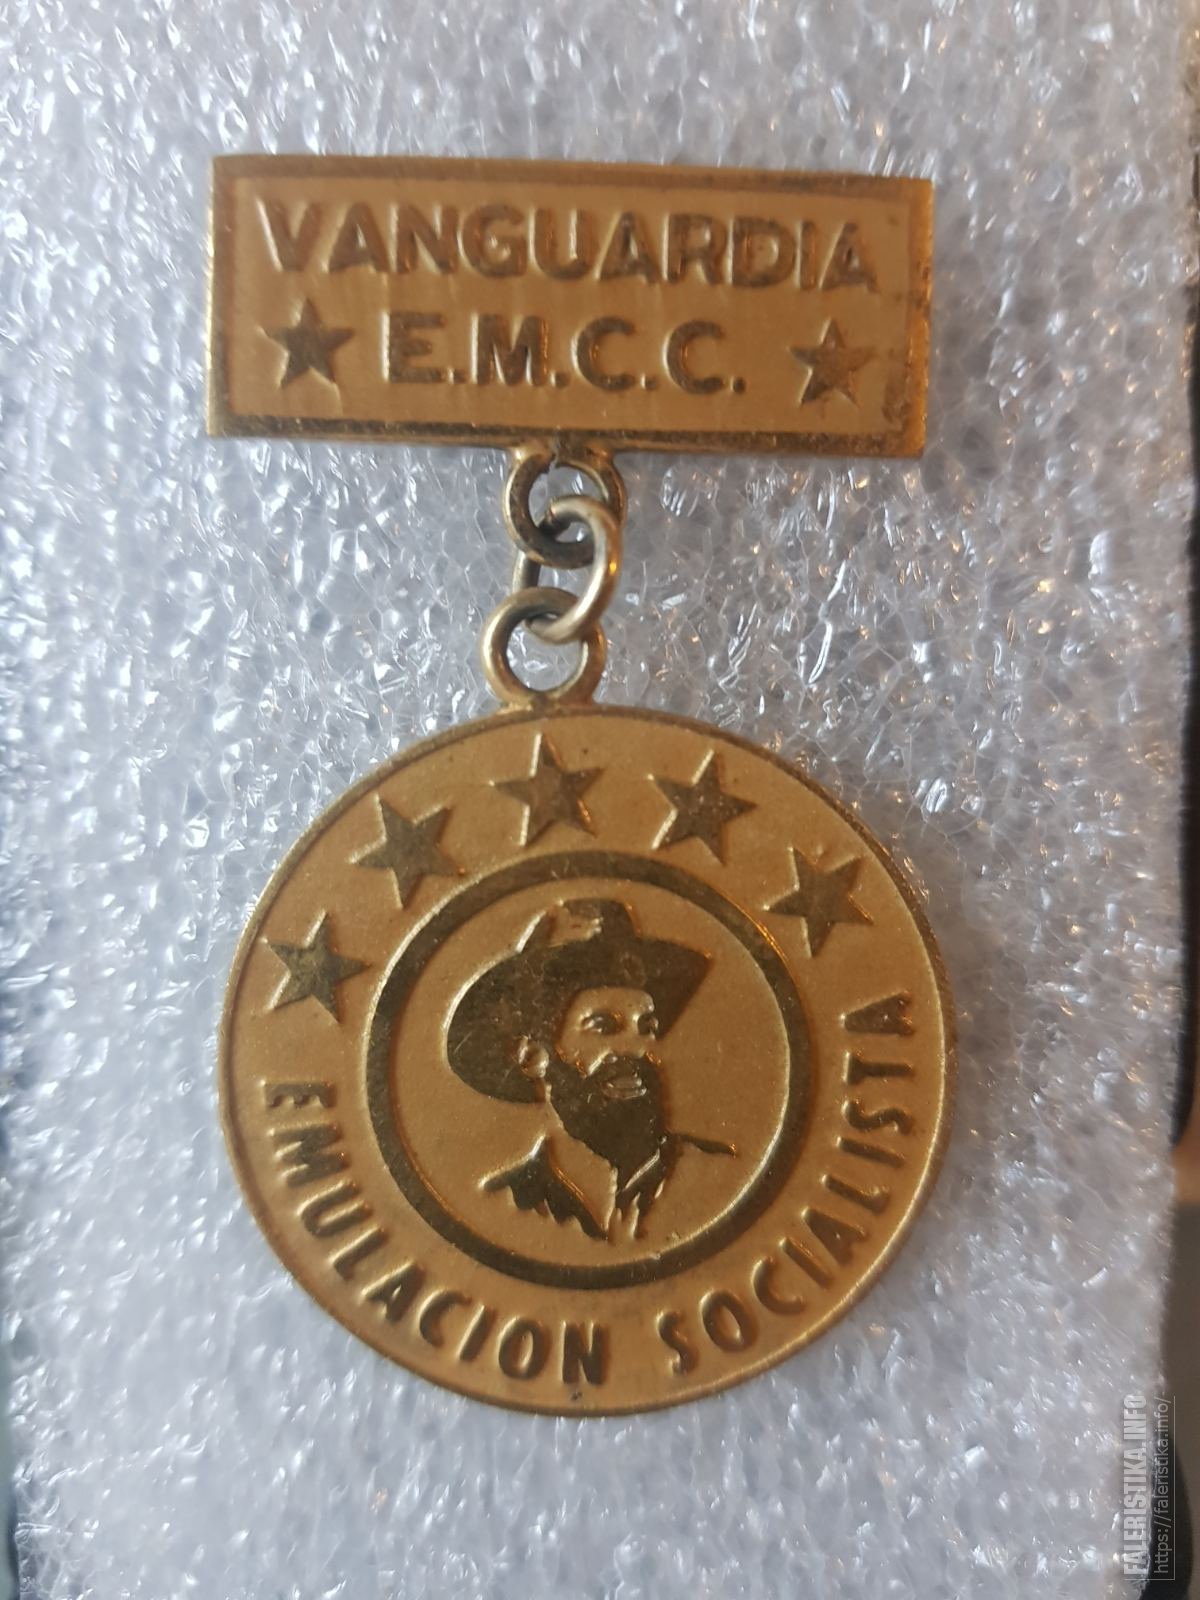 VANGUARDIA
E.M.C.C.
EMULACION SOCIALISTA
FALERISTIKA.INFO
https://faleristika.info/